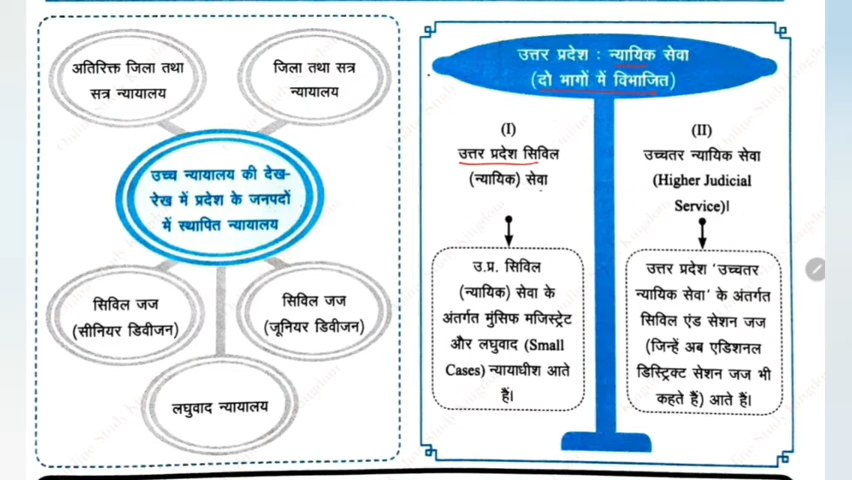 अतिरिक्त जिला तथा
सत्र न्यायालय
जिला तथा सत्र
न्यायालय
उच्च न्यायालय की देख-
रेख में प्रदेश के जनपदों
में स्थापित न्यायालय
सिविल जज
(सीनियर डिवीजन)
सिविल जज
(जूनियर डिवीजन)
लघुवाद न्यायालय
उत्तर प्रदेश : न्यायिक सेवा
(दो भागों में विभाजित)
(I)
उत्तर प्रदेश सिविल
(न्यायिक) सेवा
उ.प्र. सिविल
(न्यायिक) सेवा के
अंतर्गत मुंसिफ मजिस्ट्रेट
और लघुवाद (Small
Cases) न्यायाधीश आते
हैं।
(II)
उच्चतर न्यायिक सेवा
(Higher Judicial
Service)।
उत्तर प्रदेश 'उच्चतर
न्यायिक सेवा' के अंतर्गत
सिविल एंड सेशन जज
(जिन्हें अब एडिशनल
डिस्ट्रिक्ट सेशन जज भी
कहते हैं) आते हैं।